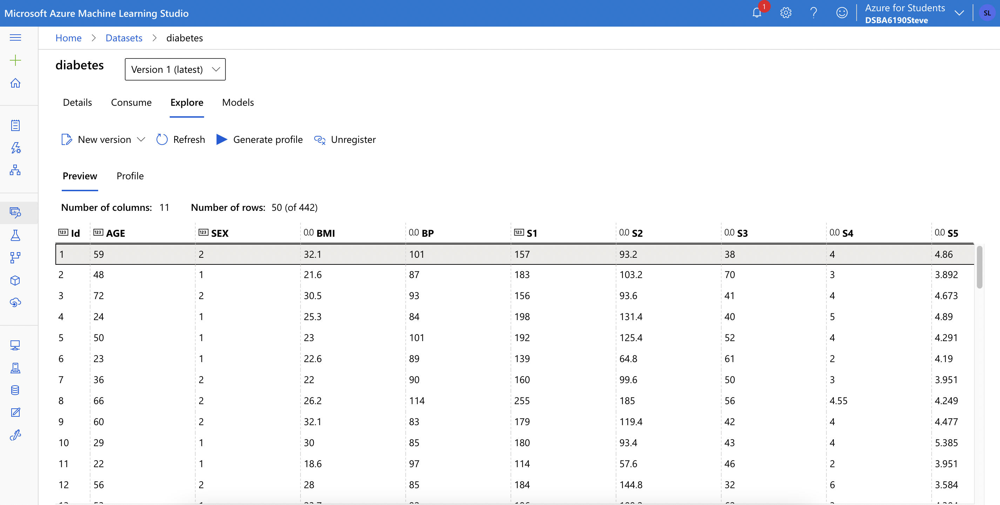 Microsoft Azure Machine Learning Studio
1
Azure for Students
DSBA6190Steve
SL
Home > Datasets > diabetes
diabetes
Version 1 (latest)
Details Consume Explore Models
New version Refresh Generate profile Unregister
Preview Profile
Number of columns: 11 Number of rows: 50 (of 442)
123 Id 123 AGE 123 SEX 0.0 BMI 0.0 BP 123 S1 0.0 S2 0.0 S3 0.0 S4 0.0 S5
1 59 2 32.1 101 157 93.2 38 4 4.86
2 48 1 21.6 87 183 103.2 70 3 3.892
3 72 2 30.5 93 156 93.6 41 4 4.673
4 24 1 25.3 84 198 131.4 40 5 4.89
5 50 1 23 101 192 125.4 52 4 4.291
6 23 1 22.6 89 139 64.8 61 2 4.19
7 36 2 22 90 160 99.6 50 3 3.951
8 66 2 26.2 114 255 185 56 4.55 4.249
9 60 2 32.1 83 179 119.4 42 4 4.477
10 29 1 30 85 180 93.4 43 4 5.385
11 22 1 18.6 97 114 57.6 46 2 3.951
12 56 2 28 85 184 144.8 32 6 3.584